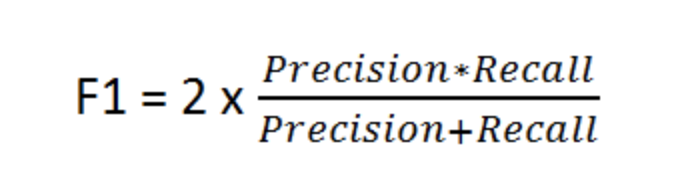 F1 = 2 x Precision*Recall
Precision+Recall